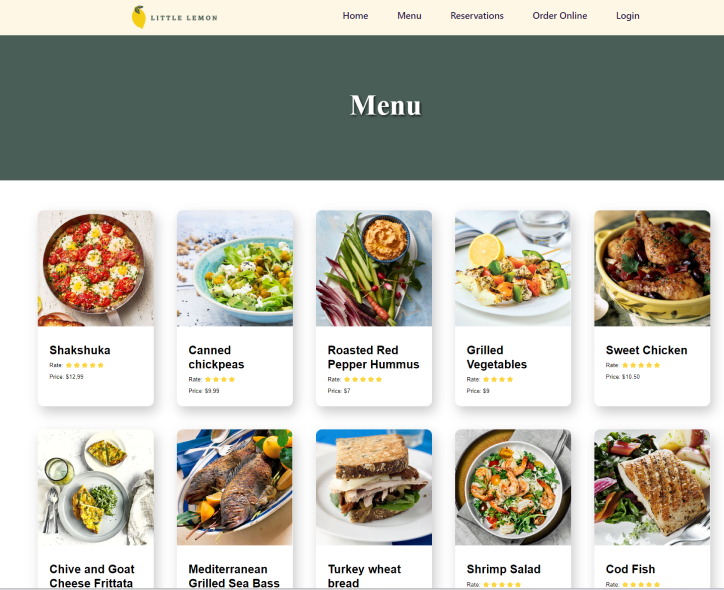 LITTLE LEMON
Home Menu Reservations Order Online Login
Menu
Shakshuka
Rate:
Price: $12.99
Canned
chickpeas
Rate:
Price: $9.99
Roasted Red
Pepper Hummus
Rate:
Price: $7
Grilled
Vegetables
Rate:
Price: $9
Sweet Chicken
Rate:
Price: $10.50
Chive and Goat
Cheese Frittata
Mediterranean
Grilled Sea Bass
Turkey wheat
bread
Shrimp Salad
Rate:
Cod Fish
Rate: